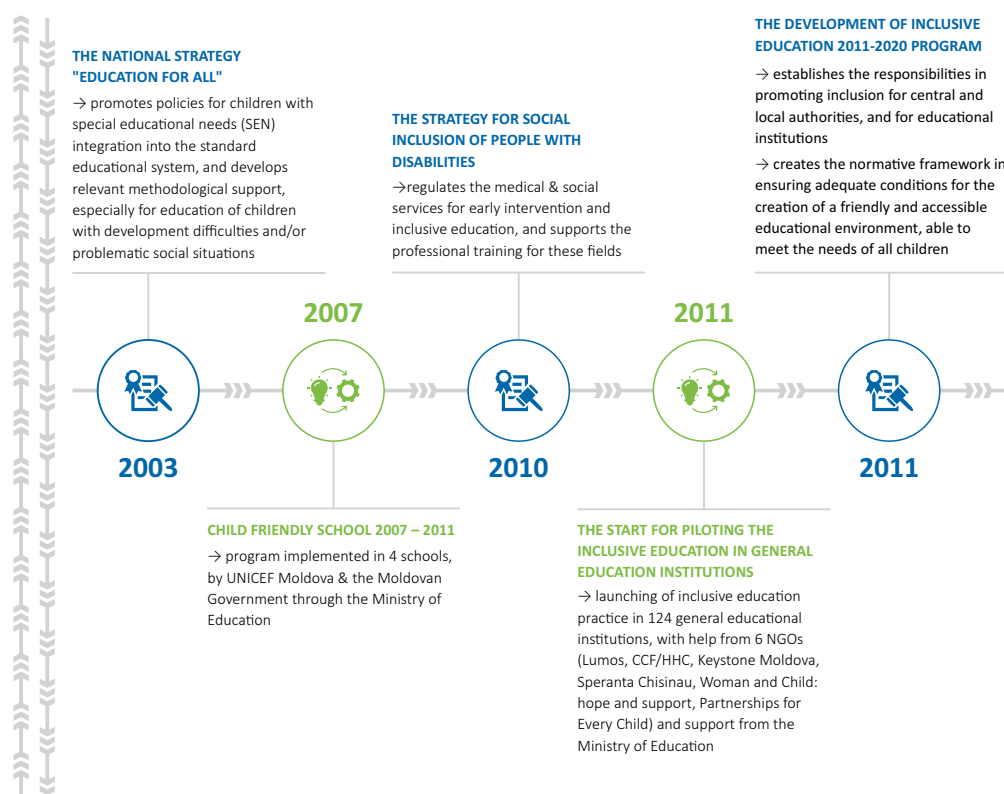 THE NATIONAL STRATEGY
"EDUCATION FOR ALL"
→ promotes policies for children with
special educational needs (SEN)
integration into the standard
educational system, and develops
relevant methodological support,
especially for education of children
with development difficulties and/or
problematic social situations
2003
2007
CHILD FRIENDLY SCHOOL 2007 – 2011
→ program implemented in 4 schools,
by UNICEF Moldova & the Moldovan
Government through the Ministry of
Education
THE STRATEGY FOR SOCIAL
INCLUSION OF PEOPLE WITH
DISABILITIES
→regulates the medical & social
services for early intervention and
inclusive education, and supports the
professional training for these fields
2010
2011
THE START FOR PILOTING THE
INCLUSIVE EDUCATION IN GENERAL
EDUCATION INSTITUTIONS
→ launching of inclusive education
practice in 124 general educational
institutions, with help from 6 NGOs
(Lumos, CCF/HHC, Keystone Moldova,
Speranta Chisinau, Woman and Child:
hope and support, Partnerships for
Every Child) and support from the
Ministry of Education
THE DEVELOPMENT OF INCLUSIVE
EDUCATION 2011-2020 PROGRAM
→ establishes the responsibilities in
promoting inclusion for central and
local authorities, and for educational
institutions
→ creates the normative framework in
ensuring adequate conditions for the
creation of a friendly and accessible
educational environment, able to
meet the needs of all children
2011